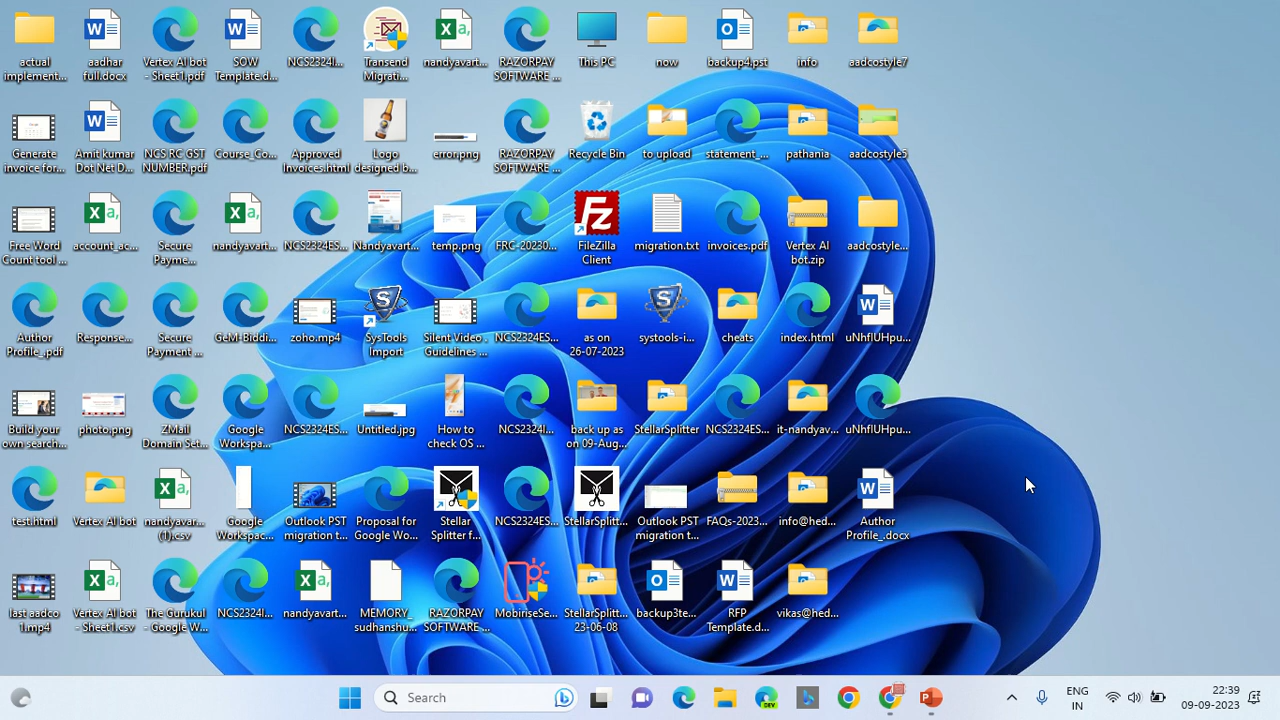 actual
implement...
aadhar
full.docx
Vertex AI bot
- Sheet1.pdf
SOW
Template.d...
NCS2324I...
Transend
Migrati...
nandyavart...
RAZORPAY
SOFTWARE ...
This PC
now
backup4.pst
info
aadcostyle7
Generate
invoice for...
Amit kumar
Dot Net D...
NCS RC GST
NUMBER.pdf
Course_Co...
Approved
Invoices.html
Logo
designed b...
error.png
RAZORPAY
SOFTWARE ...
Recycle Bin
to upload
statement_...
pathania
aadcostyle5
Free Word
Count tool ...
account_ac...
Secure
Payme...
nandyavart...
NCS2324ES...
Nandyavart...
temp.png
FRC-20230...
FileZilla
Client
migration.txt
invoices.pdf
Vertex AI
bot.zip
aadcostyle...
Author
Profile_.pdf
Response...
Secure
Payment ...
GeM-Biddi...
zoho.mp4
SysTools
Import
Silent Video .
Guidelines ...
NCS2324ES...
as on
26-07-2023
systools-i...
cheats
index.html
uNhflUHpu...
Build your
own search...
photo.png
ZMail
Domain Set...
Google
Workspa...
NCS2324ES...
Untitled.jpg
How to
check OS ...
NCS2324I...
back up as
on 09-Aug...
StellarSplitter
NCS2324ES...
it-nandyav...
uNhflUHpu...
test.html
Vertex AI bot
nandyavart...
(1).csv
Google
Workspac...
Outlook PST
migration t...
Proposal for
Google Wo...
Stellar
Splitter f...
NCS2324ES...
StellarSplitt...
Outlook PST
migration t...
FAQs-2023...
info@hed...
Author
Profile_.docx
last aadco
1.mp4
Vertex AI bot
- Sheet1.csv
The Gurukul
- Google W...
NCS2324I...
nandyavart...
MEMORY_
sudhanshu...
RAZORPAY
SOFTWARE ...
MobiriseSe...
StellarSplitt...
23-06-08
backup3te...
RFP
Template.d...
vikas@hed...
Search
ENG
IN
22:39
09-09-2023